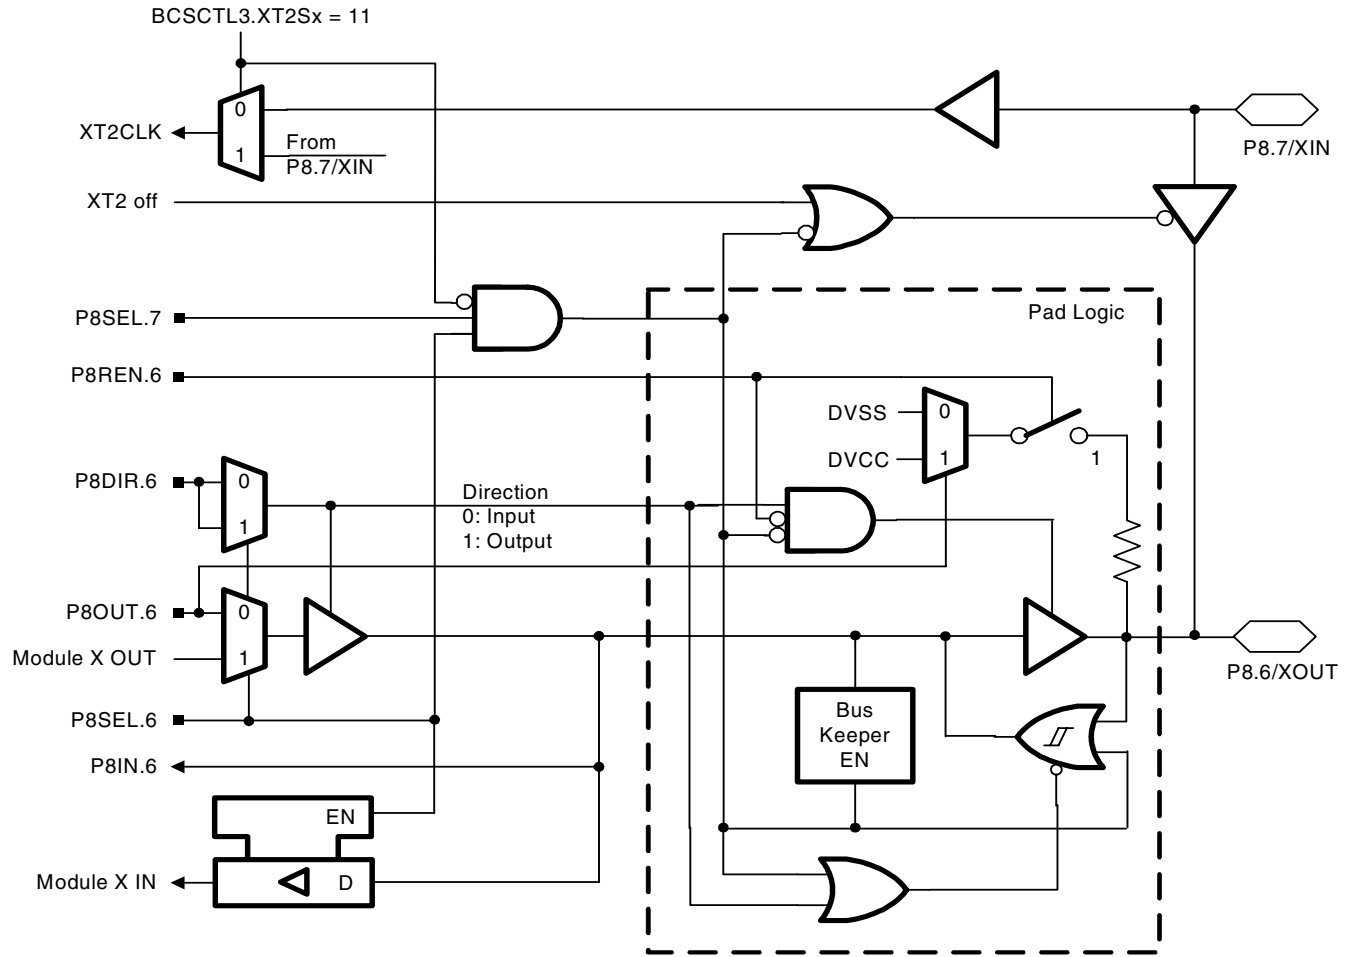 BCSCTL3.XT2Sx = 11
0
XT2CLK
From
1
P8.7/XIN
P8.7/XIN
XT2 off
P8SEL.7
Pad Logic
P8REN.6
DVSS
0
DVCC
1
1
P8DIR.6
0
1
Direction
0: Input
1: Output
P8OUT.6
0
Module X OUT
1
P8.6/XOUT
P8SEL.6
Bus
Keeper
EN
P8IN.6
EN
Module X IN
D